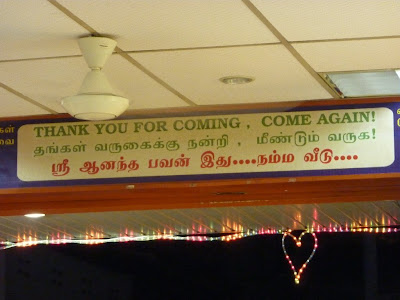 THANK YOU FOR COMING , COME AGAIN!
தங்கள் வருகைக்கு நன்றி , மீண்டும் வருக!
ஸ்ரீ ஆனந்த பவன் இது....நம்ம வீடு....